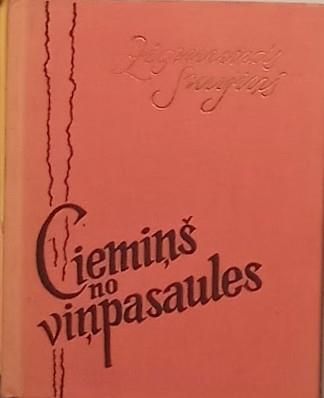 Zigmunds
Skujiņš
Ciemiņš
no
viņpasaules